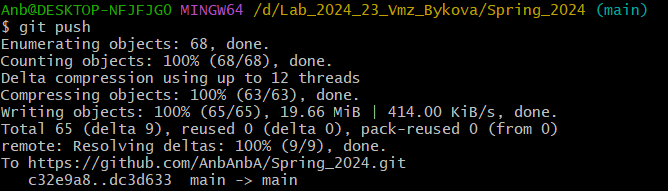 Anb@DESKTOP-NFJFJGO MINGW64 /d/Lab_2024_23_Vmz_Bykova/Spring_2024 (main)
$ git push
Enumerating objects: 68, done.
Counting objects: 100% (68/68), done.
Delta compression using up to 12 threads
Compressing objects: 100% (63/63), done.
Writing objects: 100% (65/65), 19.66 MiB | 414.00 KiB/s, done.
Total 65 (delta 9), reused 0 (delta 0), pack-reused 0 (from 0)
remote: Resolving deltas: 100% (9/9), done.
To https://github.com/AnbAnbA/Spring_2024.git
   c32e9a8..dc3d633  main -> main